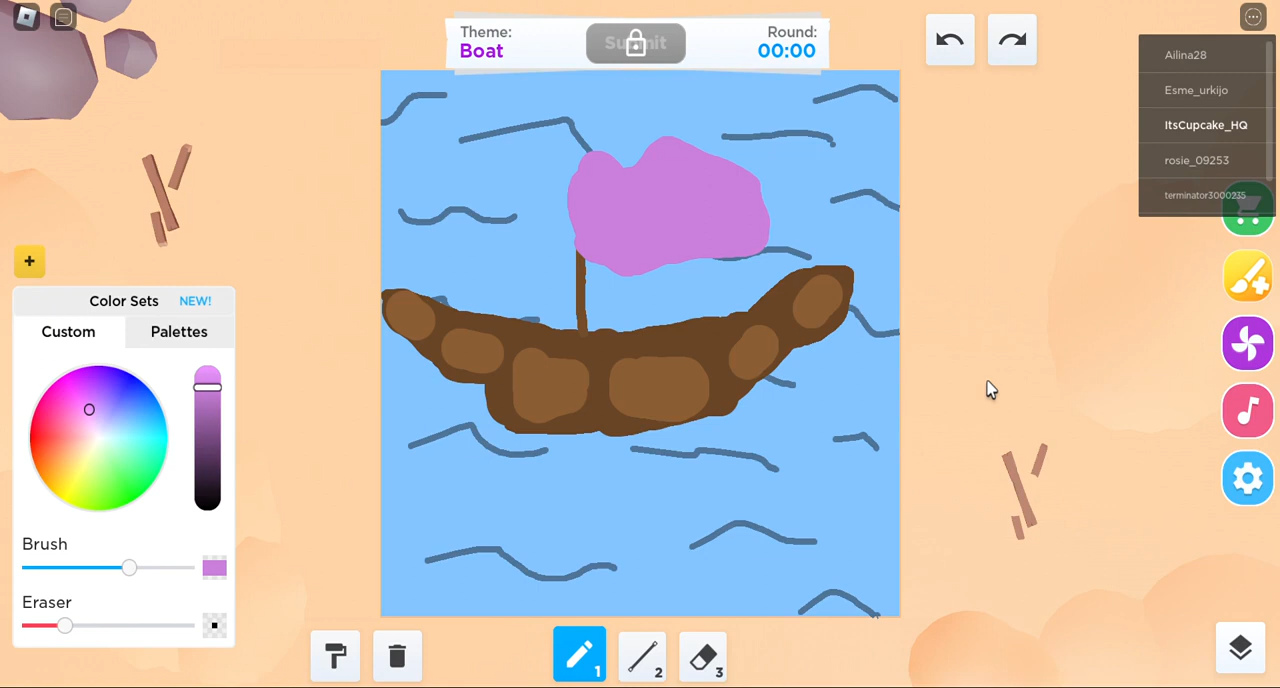 Theme:
Boat
Submit
Round:
00:00
Ailina28
Esme_urkijo
ItsCupcake_HQ
rosie_09253
terminator3000235
+
Color Sets NEW!
Custom Palettes
Brush
Eraser
1
2
3